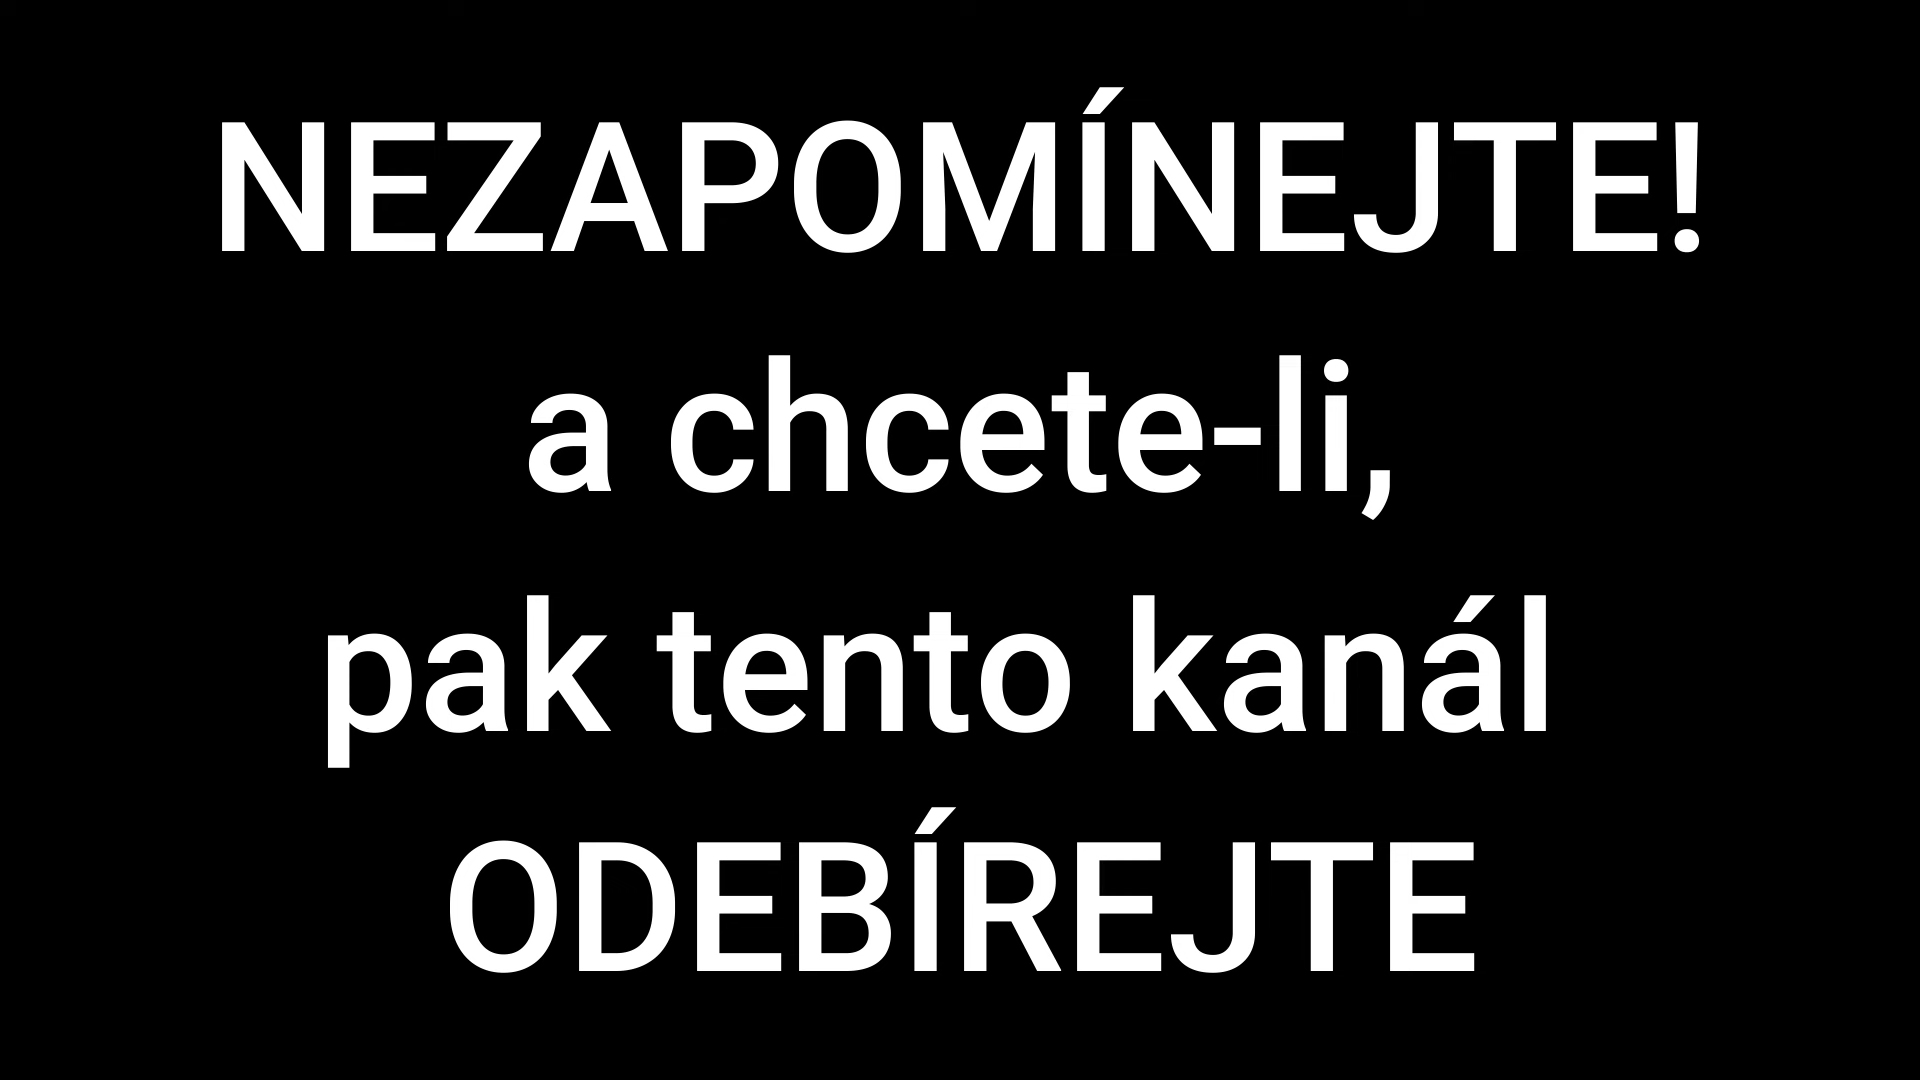 NEZAPOMÍNEJTE!
a chcete-li,
pak tento kanál
ODEBÍREJTE